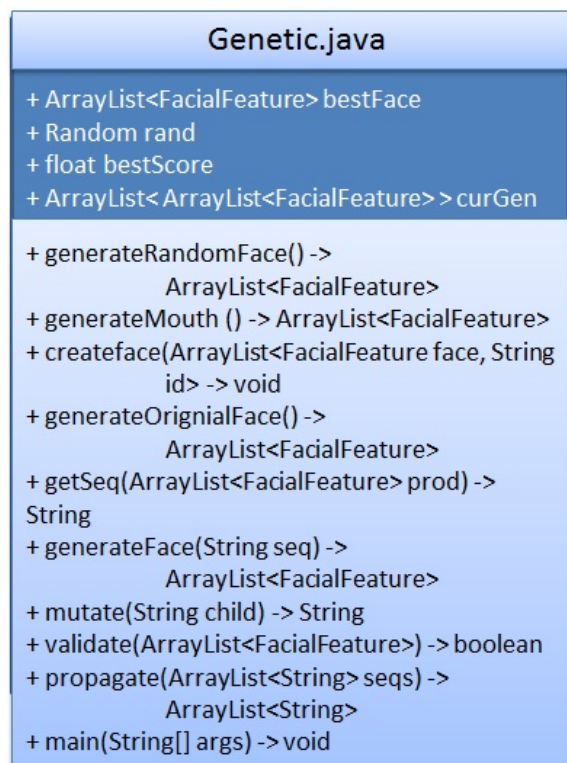 Genetic.java
+ ArrayList<FacialFeature> bestFace
+ Random rand
+ float bestScore
+ ArrayList< ArrayList<FacialFeature> > curGen
+ generateRandomFace() ->
ArrayList<FacialFeature>
+ generateMouth () -> ArrayList<FacialFeature>
+ createface(ArrayList<FacialFeature face, String
id> -> void
+ generateOrignialFace() ->
ArrayList<FacialFeature>
+ getSeq(ArrayList<FacialFeature> prod) ->
String
+ generateFace(String seq) ->
ArrayList<FacialFeature>
+ mutate(String child) -> String
+ validate(ArrayList<FacialFeature>) -> boolean
+ propagate(ArrayList<String> seqs) ->
ArrayList<String>
+ main(String[] args) -> void